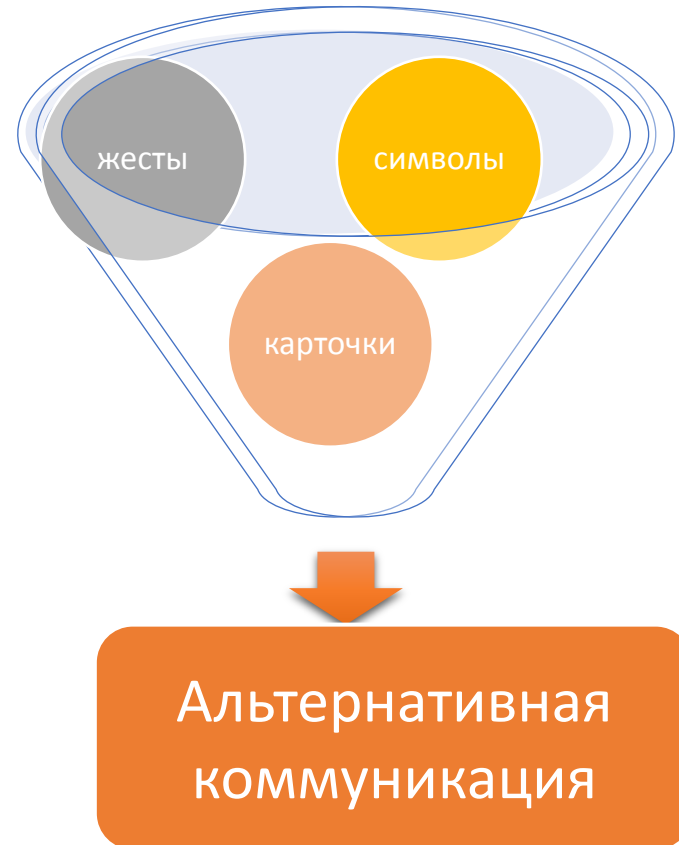 жесты
символы
карточки
Альтернативная
коммуникация